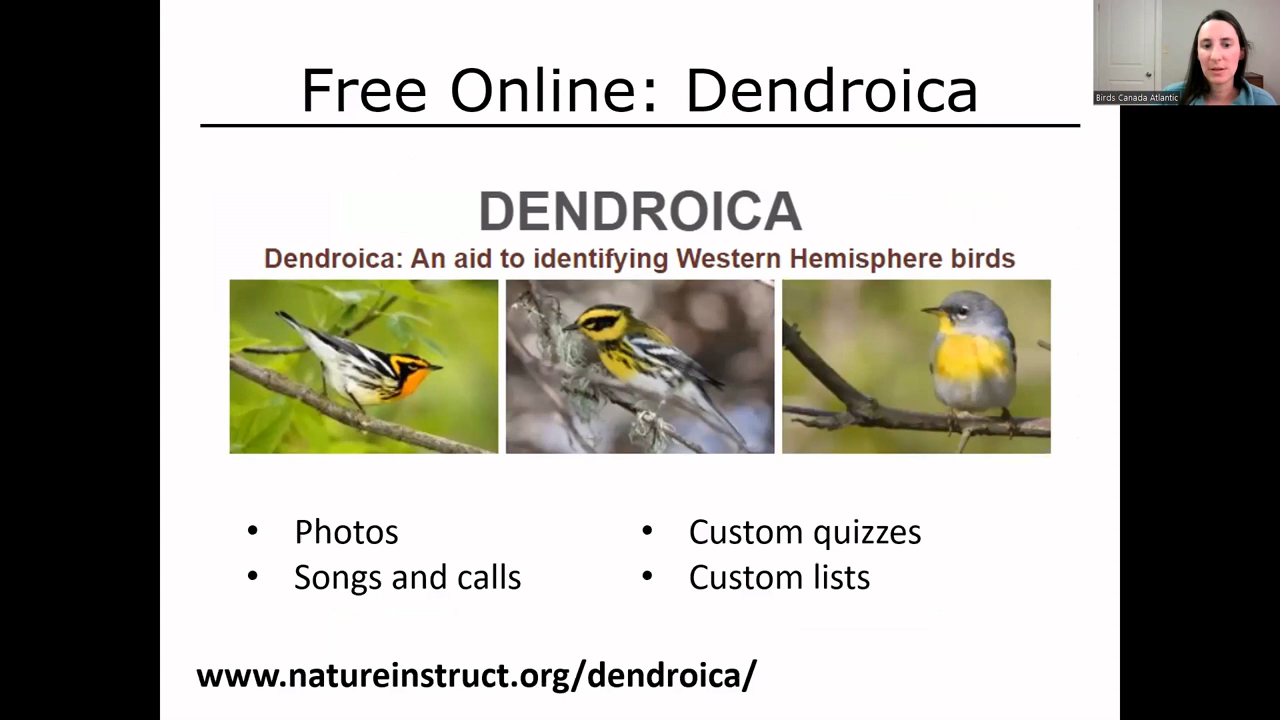 Free Online: Dendroica
Birds Canada Atlantic
DENDROICA
Dendroica: An aid to identifying Western Hemisphere birds
• Photos
• Songs and calls
• Custom quizzes
• Custom lists
www.natureinstruct.org/dendroica/